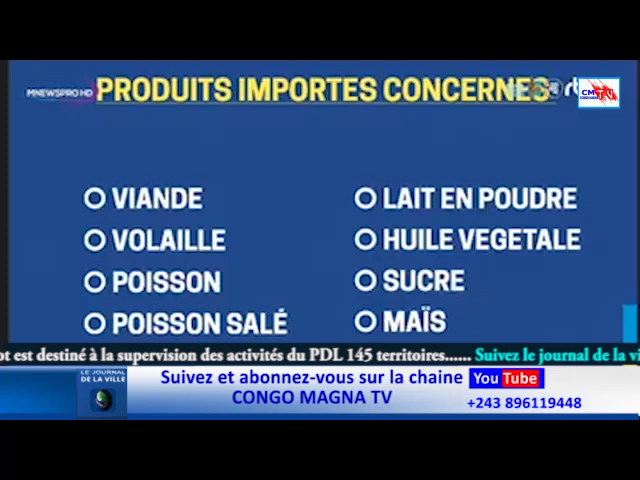 MNEWSPRO HD
PRODUITS IMPORTES CONCERNES
VIANDE
VOLAILLE
POISSON
POISSON SALÉ
LAIT EN POUDRE
HUILE VEGETALE
SUCRE
MAÏS
ot est destiné à la supervision des activités du PDL 145 territoires...... Suivez le journal de la vi
LE JOURNAL
DE LA VILLE
Suivez et abonnez-vous sur la chaine YouTube
CONGO MAGNA TV
+243 896119448